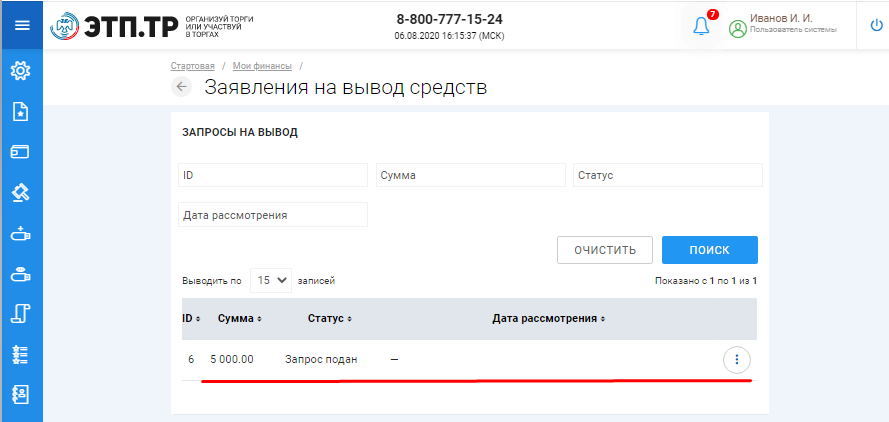 ЭТП.ТР
ОРГАНИЗУЙ ТОРГИ
ИЛИ УЧАСТВУЙ
В ТОРГАХ
8-800-777-15-24
06.08.2020 16:15:37 (МСК)
7
Иванов И. И.
Пользователь системы
Стартовая / Мои финансы /
Заявления на вывод средств
ЗАПРОСЫ НА ВЫВОД
ID Сумма Статус
Дата рассмотрения
ОЧИСТИТЬ ПОИСК
Выводить по 15 записей Показано с 1 по 1 из 1
ID Сумма Статус Дата рассмотрения
6 5 000.00 Запрос подан —